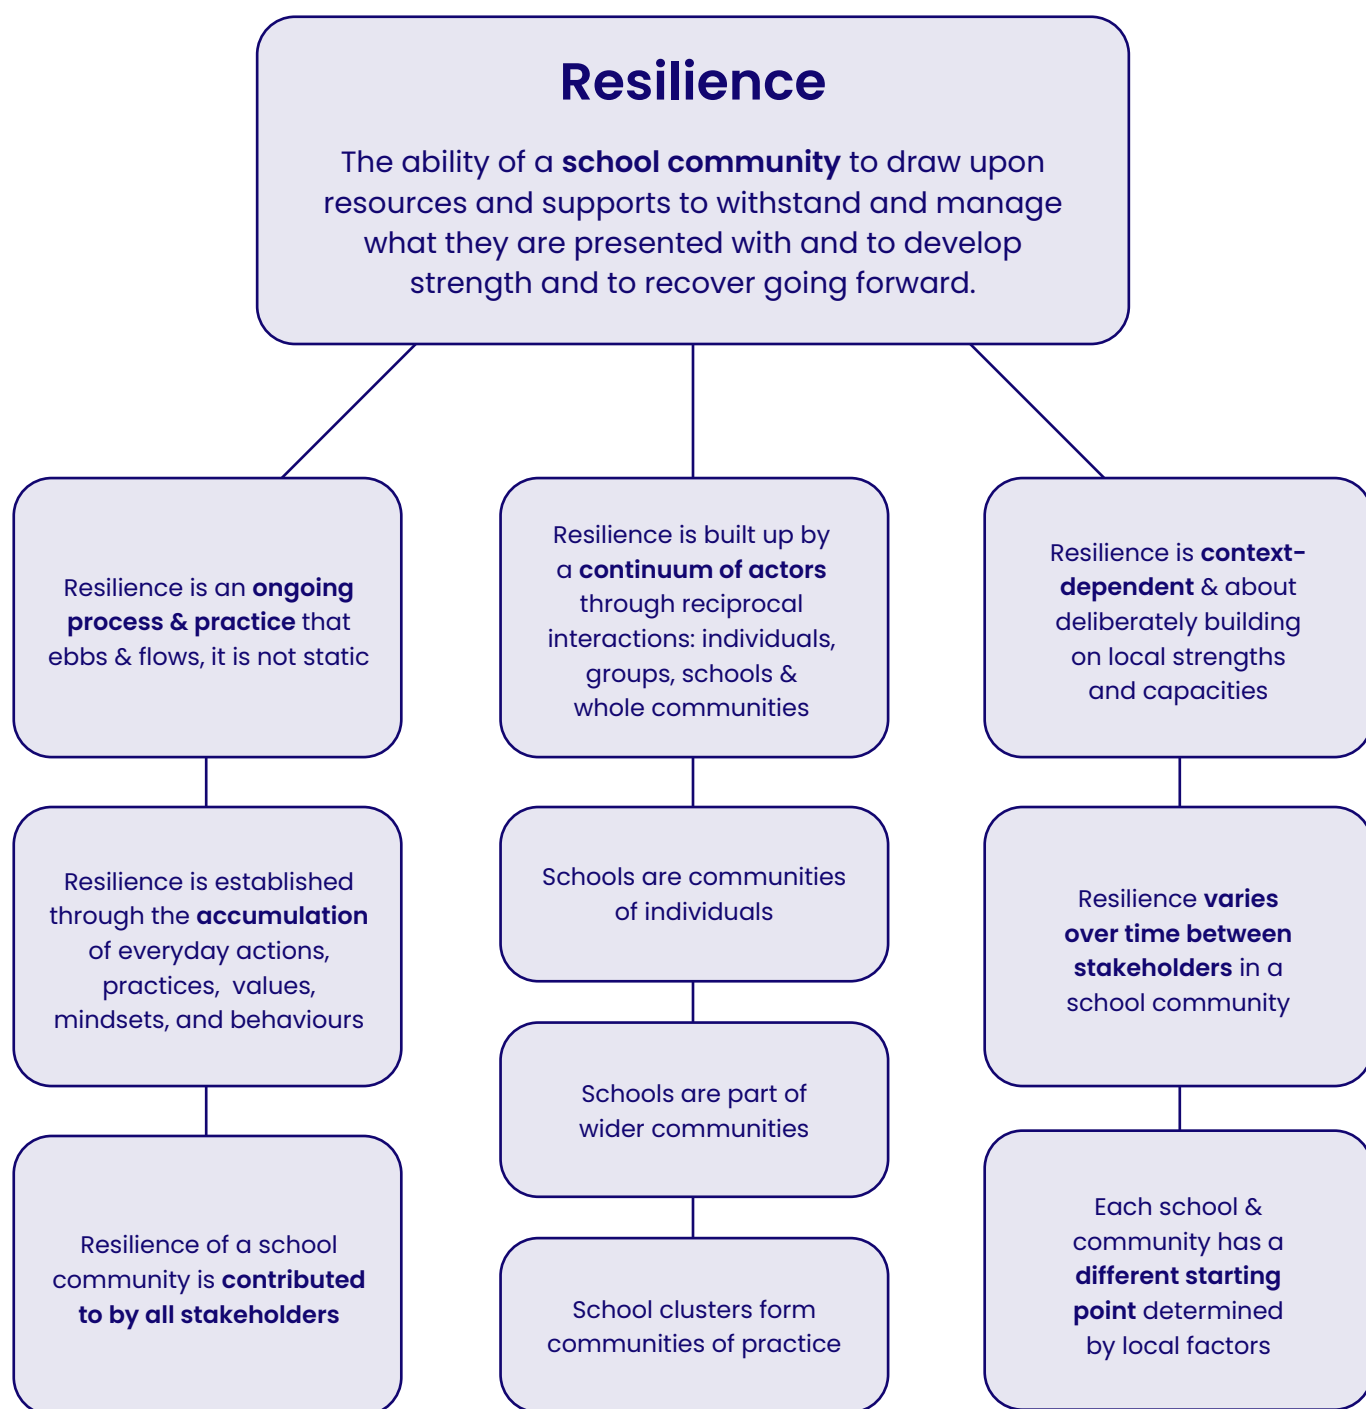 Resilience
The ability of a school community to draw upon
resources and supports to withstand and manage
what they are presented with and to develop
strength and to recover going forward.
Resilience is an ongoing
process & practice that
ebbs & flows, it is not static
Resilience is established
through the accumulation
of everyday actions,
practices, values,
mindsets, and behaviours
Resilience of a school
community is contributed
to by all stakeholders
Resilience is built up by
a continuum of actors
through reciprocal
interactions: individuals,
groups, schools &
whole communities
Schools are communities
of individuals
Schools are part of
wider communities
School clusters form
communities of practice
Resilience is context-
dependent & about
deliberately building
on local strengths
and capacities
Resilience varies
over time between
stakeholders in a
school community
Each school &
community has a
different starting
point determined
by local factors